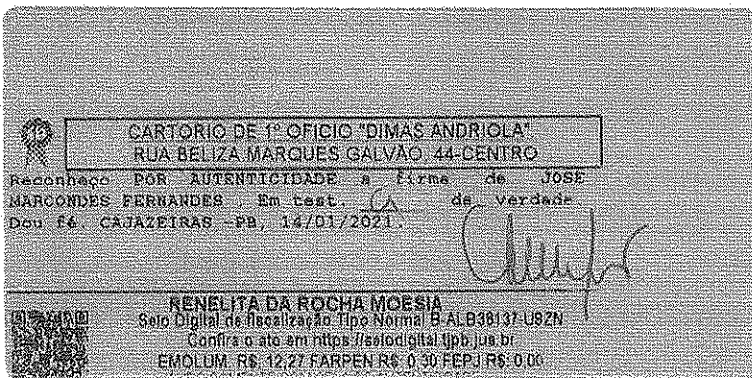 CARTORIO DE 1º OFICIO "DIMAS ANDRIOLA"
RUA BELIZA MARQUES GALVÃO, 44-CENTRO
Reconheço POR AUTENTICIDADE a firma de JOSE
MARCONDES FERNANDES . Em test. da verdade
Dou fé CAJAZEIRAS -PB, 14/01/2021.
RENELITA DA ROCHA MOESIA
Selo Digital de fiscalização Tipo Normal B-ALB38137-U8ZN
Confira o ato em https://selodigital.tjpb.jus.br
EMOLUM. R$ 12,27 FARPEN R$ 0,30 FEPJ R$: 0,00